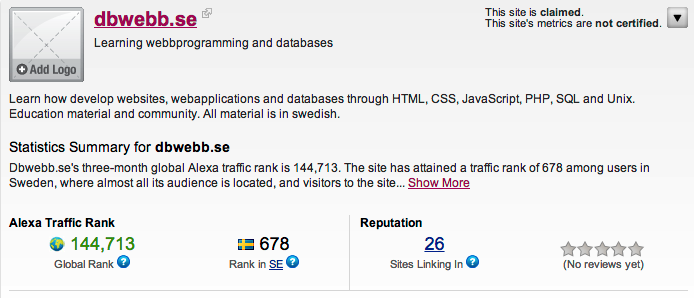 dbwebb.se
This site is claimed.
This site's metrics are not certified.
Learning webbprogramming and databases
Add Logo
Learn how develop websites, webapplications and databases through HTML, CSS, JavaScript, PHP, SQL and Unix.
Education material and community. All material is in swedish.
Statistics Summary for dbwebb.se
Dbwebb.se's three-month global Alexa traffic rank is 144,713. The site has attained a traffic rank of 678 among users in
Sweden, where almost all its audience is located, and visitors to the site... Show More
Alexa Traffic Rank
144,713
Global Rank ?
678
Rank in SE ?
Reputation
26
Sites Linking In ?
(No reviews yet)